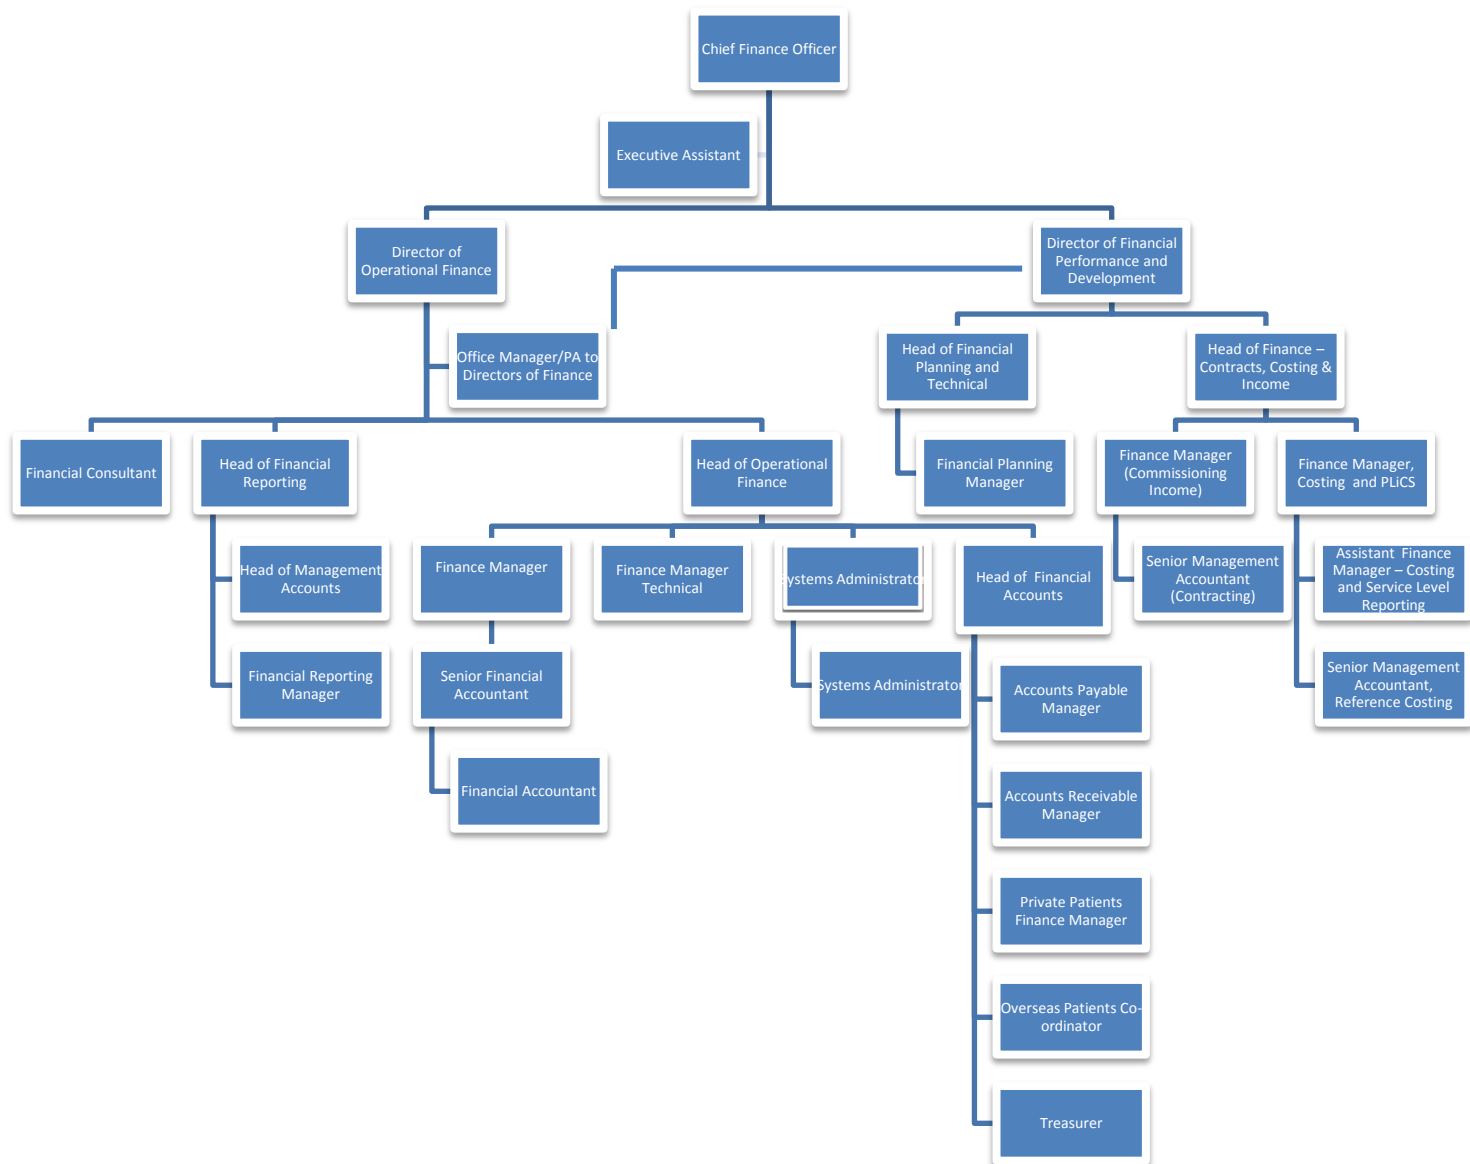 Chief Finance Officer
Executive Assistant
Director of
Operational Finance
Director of Financial
Performance and
Development
Office Manager/PA to
Directors of Finance
Head of Financial
Planning and
Technical
Head of Finance –
Contracts, Costing &
Income
Financial Consultant
Head of Financial
Reporting
Head of Operational
Finance
Financial Planning
Manager
Finance Manager
(Commissioning
Income)
Finance Manager,
Costing and PLiCS
Head of Management
Accounts
Finance Manager
Finance Manager
Technical
Systems Administrator
Head of Financial
Accounts
Senior Management
Accountant
(Contracting)
Assistant Finance
Manager – Costing
and Service Level
Reporting
Financial Reporting
Manager
Senior Financial
Accountant
Systems Administrator
Accounts Payable
Manager
Senior Management
Accountant,
Reference Costing
Financial Accountant
Accounts Receivable
Manager
Private Patients
Finance Manager
Overseas Patients Co-
ordinator
Treasurer